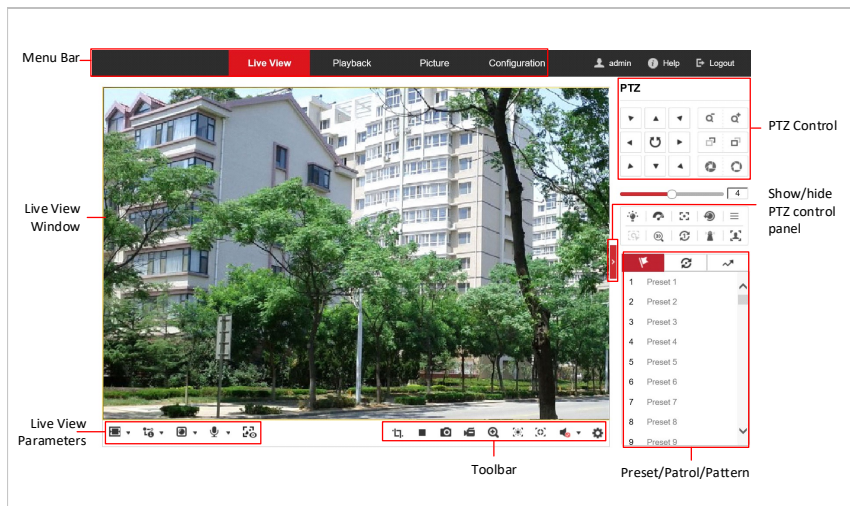 Menu Bar
Live View
Playback
Picture
Configuration
admin
Help
Logout
PTZ
PTZ Control
4
Show/hide
PTZ control
panel
Live View
Window
1 Preset 1
2 Preset 2
3 Preset 3
4 Preset 4
5 Preset 5
6 Preset 6
7 Preset 7
8 Preset 8
9 Preset 9
Live View
Parameters
Toolbar
Preset/Patrol/Pattern